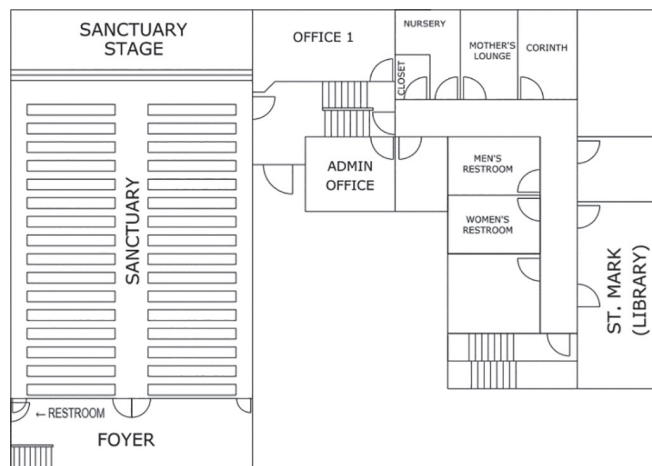 SANCTUARY
STAGE
OFFICE 1
NURSERY
MOTHER'S
LOUNGE
CORINTH
CLOSET
ADMIN
OFFICE
MEN'S
RESTROOM
WOMEN'S
RESTROOM
SANCTUARY
ST. MARK
(LIBRARY)
← RESTROOM
FOYER